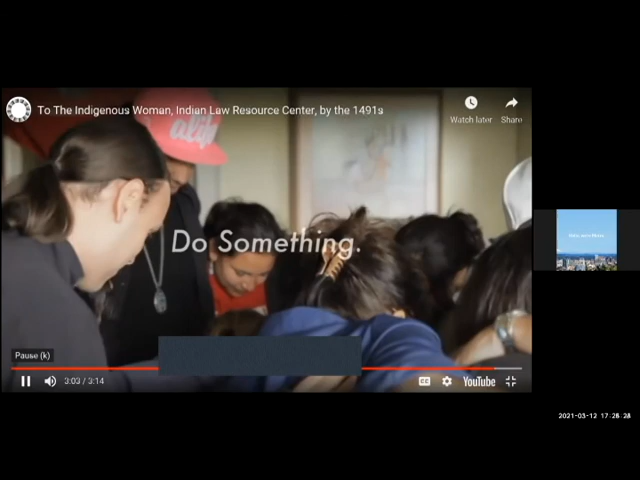 To The Indigenous Woman, Indian Law Resource Center, by the 1491s
Watch later
Share
Do Something.
Pause (k)
3:03 / 3:14
CC
YouTube
2021-03-12 17:28:28